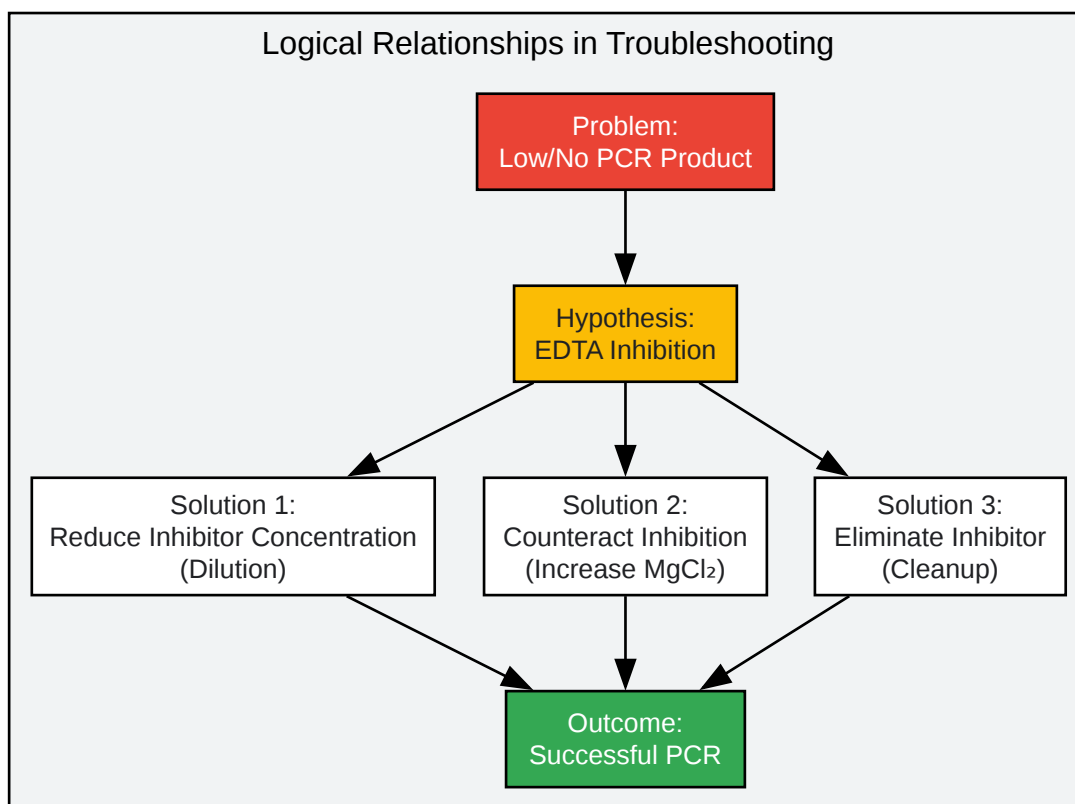 Logical Relationships in Troubleshooting
Problem:
Low/No PCR Product
Hypothesis:
EDTA Inhibition
Solution 1:
Reduce Inhibitor Concentration
(Dilution)
Solution 2:
Counteract Inhibition
(Increase MgCl₂)
Solution 3:
Eliminate Inhibitor
(Cleanup)
Outcome:
Successful PCR